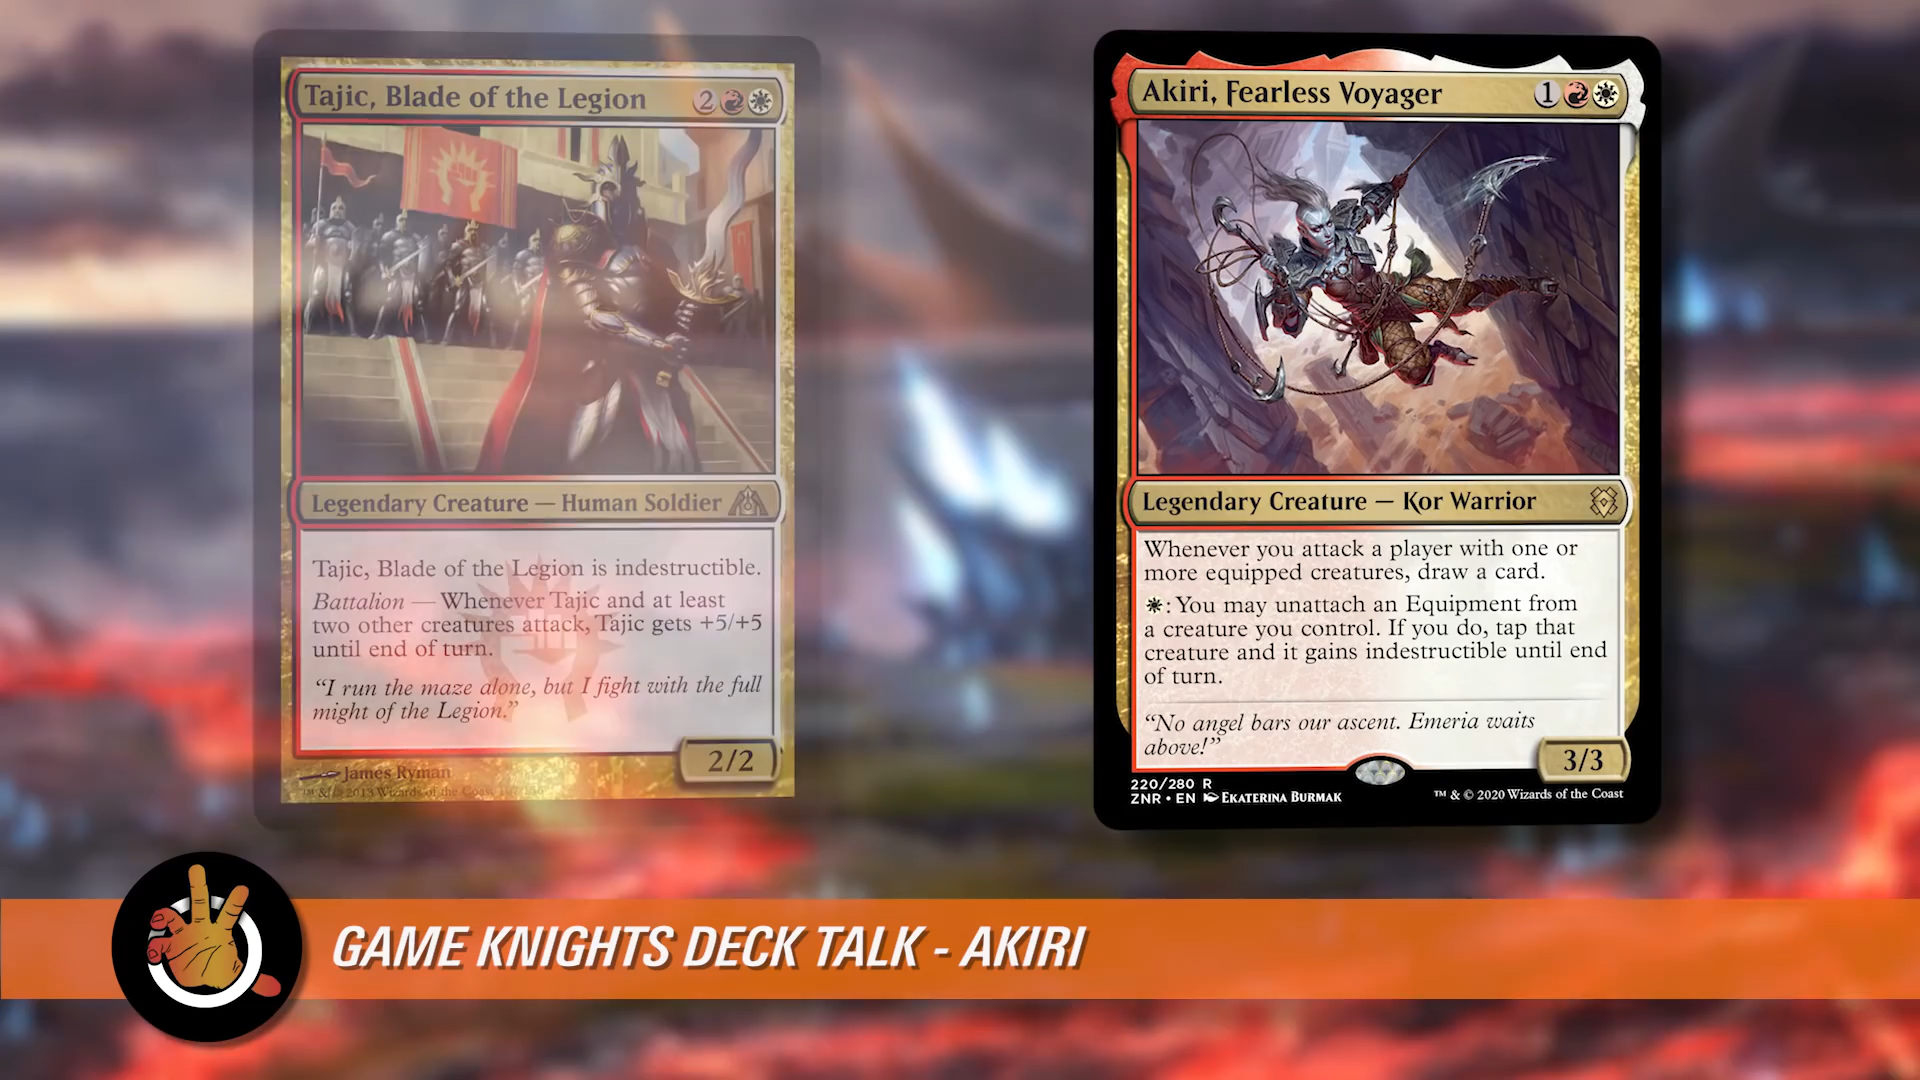 Tajic, Blade of the Legion
2
Legendary Creature — Human Soldier
Tajic, Blade of the Legion is indestructible.
Battalion — Whenever Tajic and at least
two other creatures attack, Tajic gets +5/+5
until end of turn.
“I run the maze alone, but I fight with the full
might of the Legion.”
2/2
James Ryman
Akiri, Fearless Voyager
1
Legendary Creature — Kor Warrior
Whenever you attack a player with one or
more equipped creatures, draw a card.
: You may unattach an Equipment from
a creature you control. If you do, tap that
creature and it gains indestructible until end
of turn.
“No angel bars our ascent. Emeria waits
above!”
3/3
220/280 R
ZNR • EN EKATERINA BURMAK
™ & © 2020 Wizards of the Coast
GAME KNIGHTS DECK TALK - AKIRI